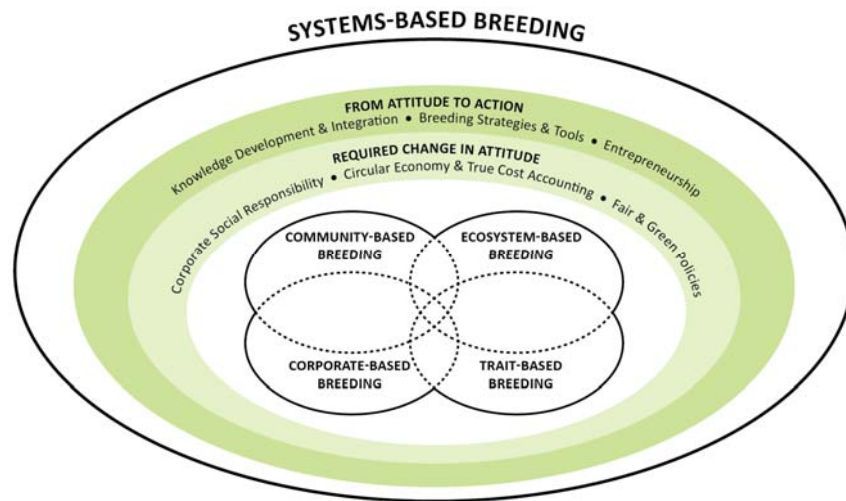 SYSTEMS-BASED BREEDING
FROM ATTITUDE TO ACTION
Knowledge Development & Integration • Breeding Strategies & Tools • Entrepreneurship
REQUIRED CHANGE IN ATTITUDE
Corporate Social Responsibility • Circular Economy & True Cost Accounting • Fair & Green Policies
COMMUNITY-BASED
BREEDING
ECOSYSTEM-BASED
BREEDING
CORPORATE-BASED
BREEDING
TRAIT-BASED
BREEDING